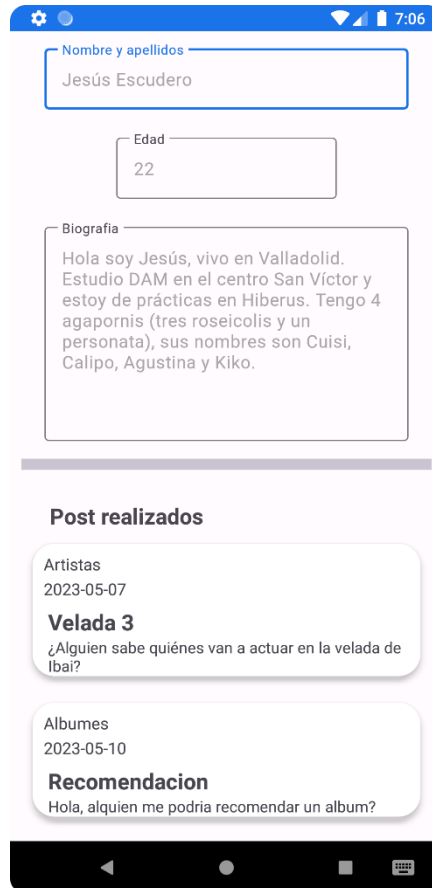 7:06
Nombre y apellidos
Jesús Escudero
Edad
22
Biografia
Hola soy Jesús, vivo en Valladolid.
Estudio DAM en el centro San Víctor y
estoy de prácticas en Hiberus. Tengo 4
agapornis (tres roseicolis y un
personata), sus nombres son Cuisi,
Calipo, Agustina y Kiko.
Post realizados
Artistas
2023-05-07
Velada 3
¿Alguien sabe quiénes van a actuar en la velada de
Ibai?
Albumes
2023-05-10
Recomendacion
Hola, alquien me podria recomendar un album?